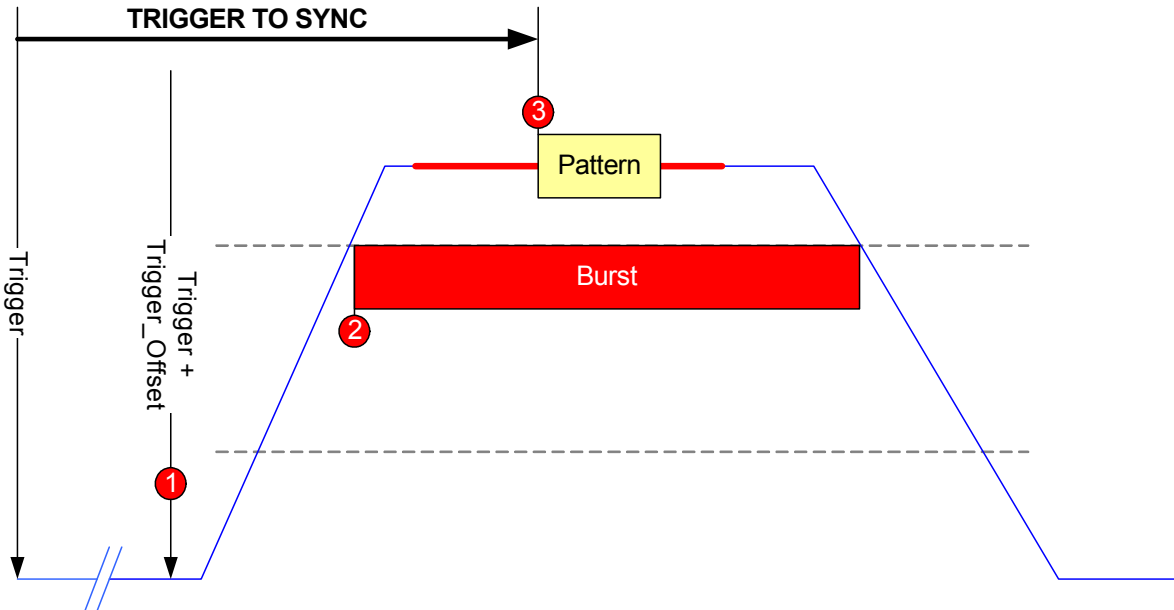 TRIGGER TO SYNC
3
Pattern
Trigger
Trigger +
Trigger_Offset
Burst
2
1